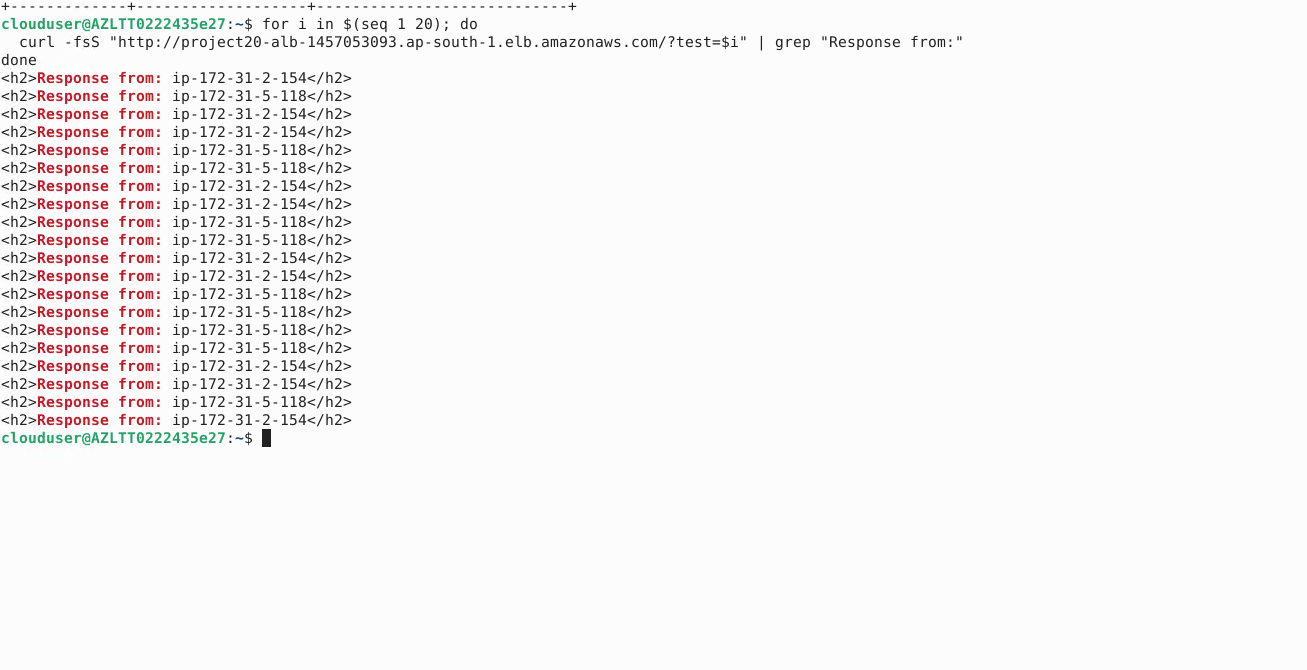 +-------------+-------------------+----------------------------+
clouduser@AZLTT0222435e27:~$ for i in $(seq 1 20); do
  curl -fsS "http://project20-alb-1457053093.ap-south-1.elb.amazonaws.com/?test=$i" | grep "Response from:"
done
<h2>Response from: ip-172-31-2-154</h2>
<h2>Response from: ip-172-31-5-118</h2>
<h2>Response from: ip-172-31-2-154</h2>
<h2>Response from: ip-172-31-2-154</h2>
<h2>Response from: ip-172-31-5-118</h2>
<h2>Response from: ip-172-31-5-118</h2>
<h2>Response from: ip-172-31-2-154</h2>
<h2>Response from: ip-172-31-2-154</h2>
<h2>Response from: ip-172-31-5-118</h2>
<h2>Response from: ip-172-31-5-118</h2>
<h2>Response from: ip-172-31-2-154</h2>
<h2>Response from: ip-172-31-2-154</h2>
<h2>Response from: ip-172-31-5-118</h2>
<h2>Response from: ip-172-31-5-118</h2>
<h2>Response from: ip-172-31-5-118</h2>
<h2>Response from: ip-172-31-5-118</h2>
<h2>Response from: ip-172-31-2-154</h2>
<h2>Response from: ip-172-31-2-154</h2>
<h2>Response from: ip-172-31-5-118</h2>
<h2>Response from: ip-172-31-2-154</h2>
clouduser@AZLTT0222435e27:~$